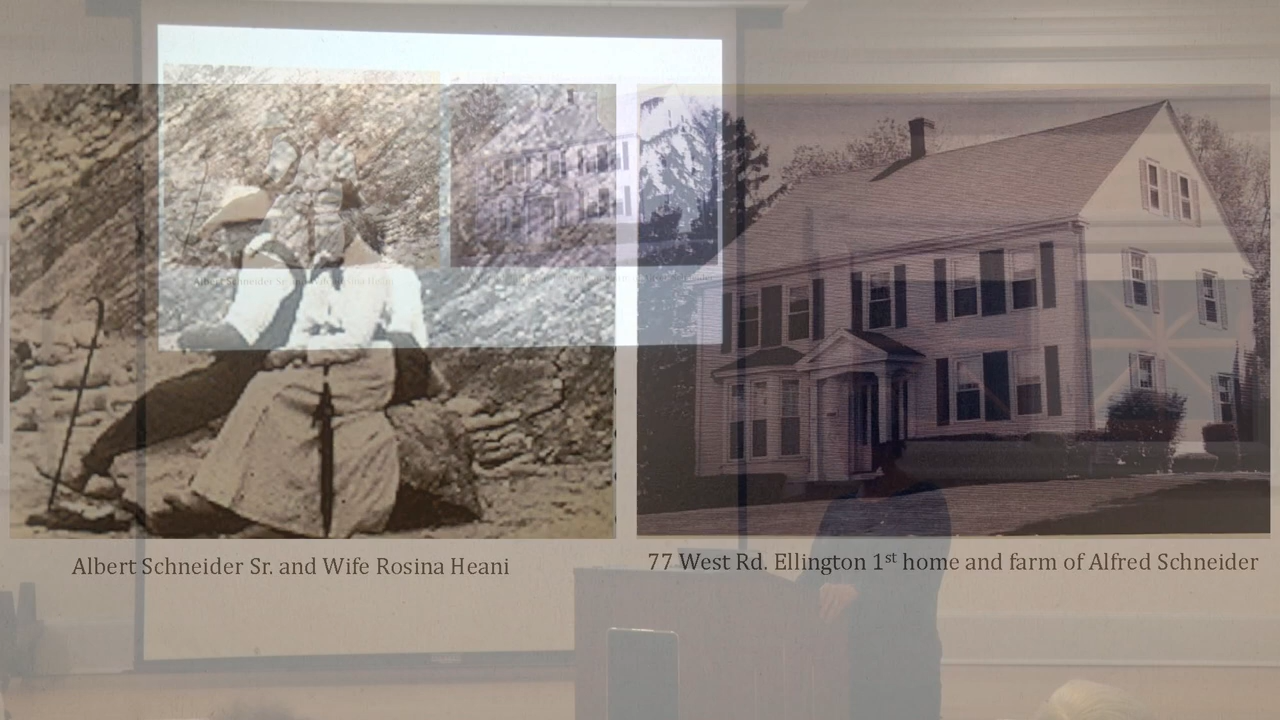 Albert Schneider Sr. and Wife Rosina Heani
77 West Rd. Ellington 1st home and farm of Alfred Schneider